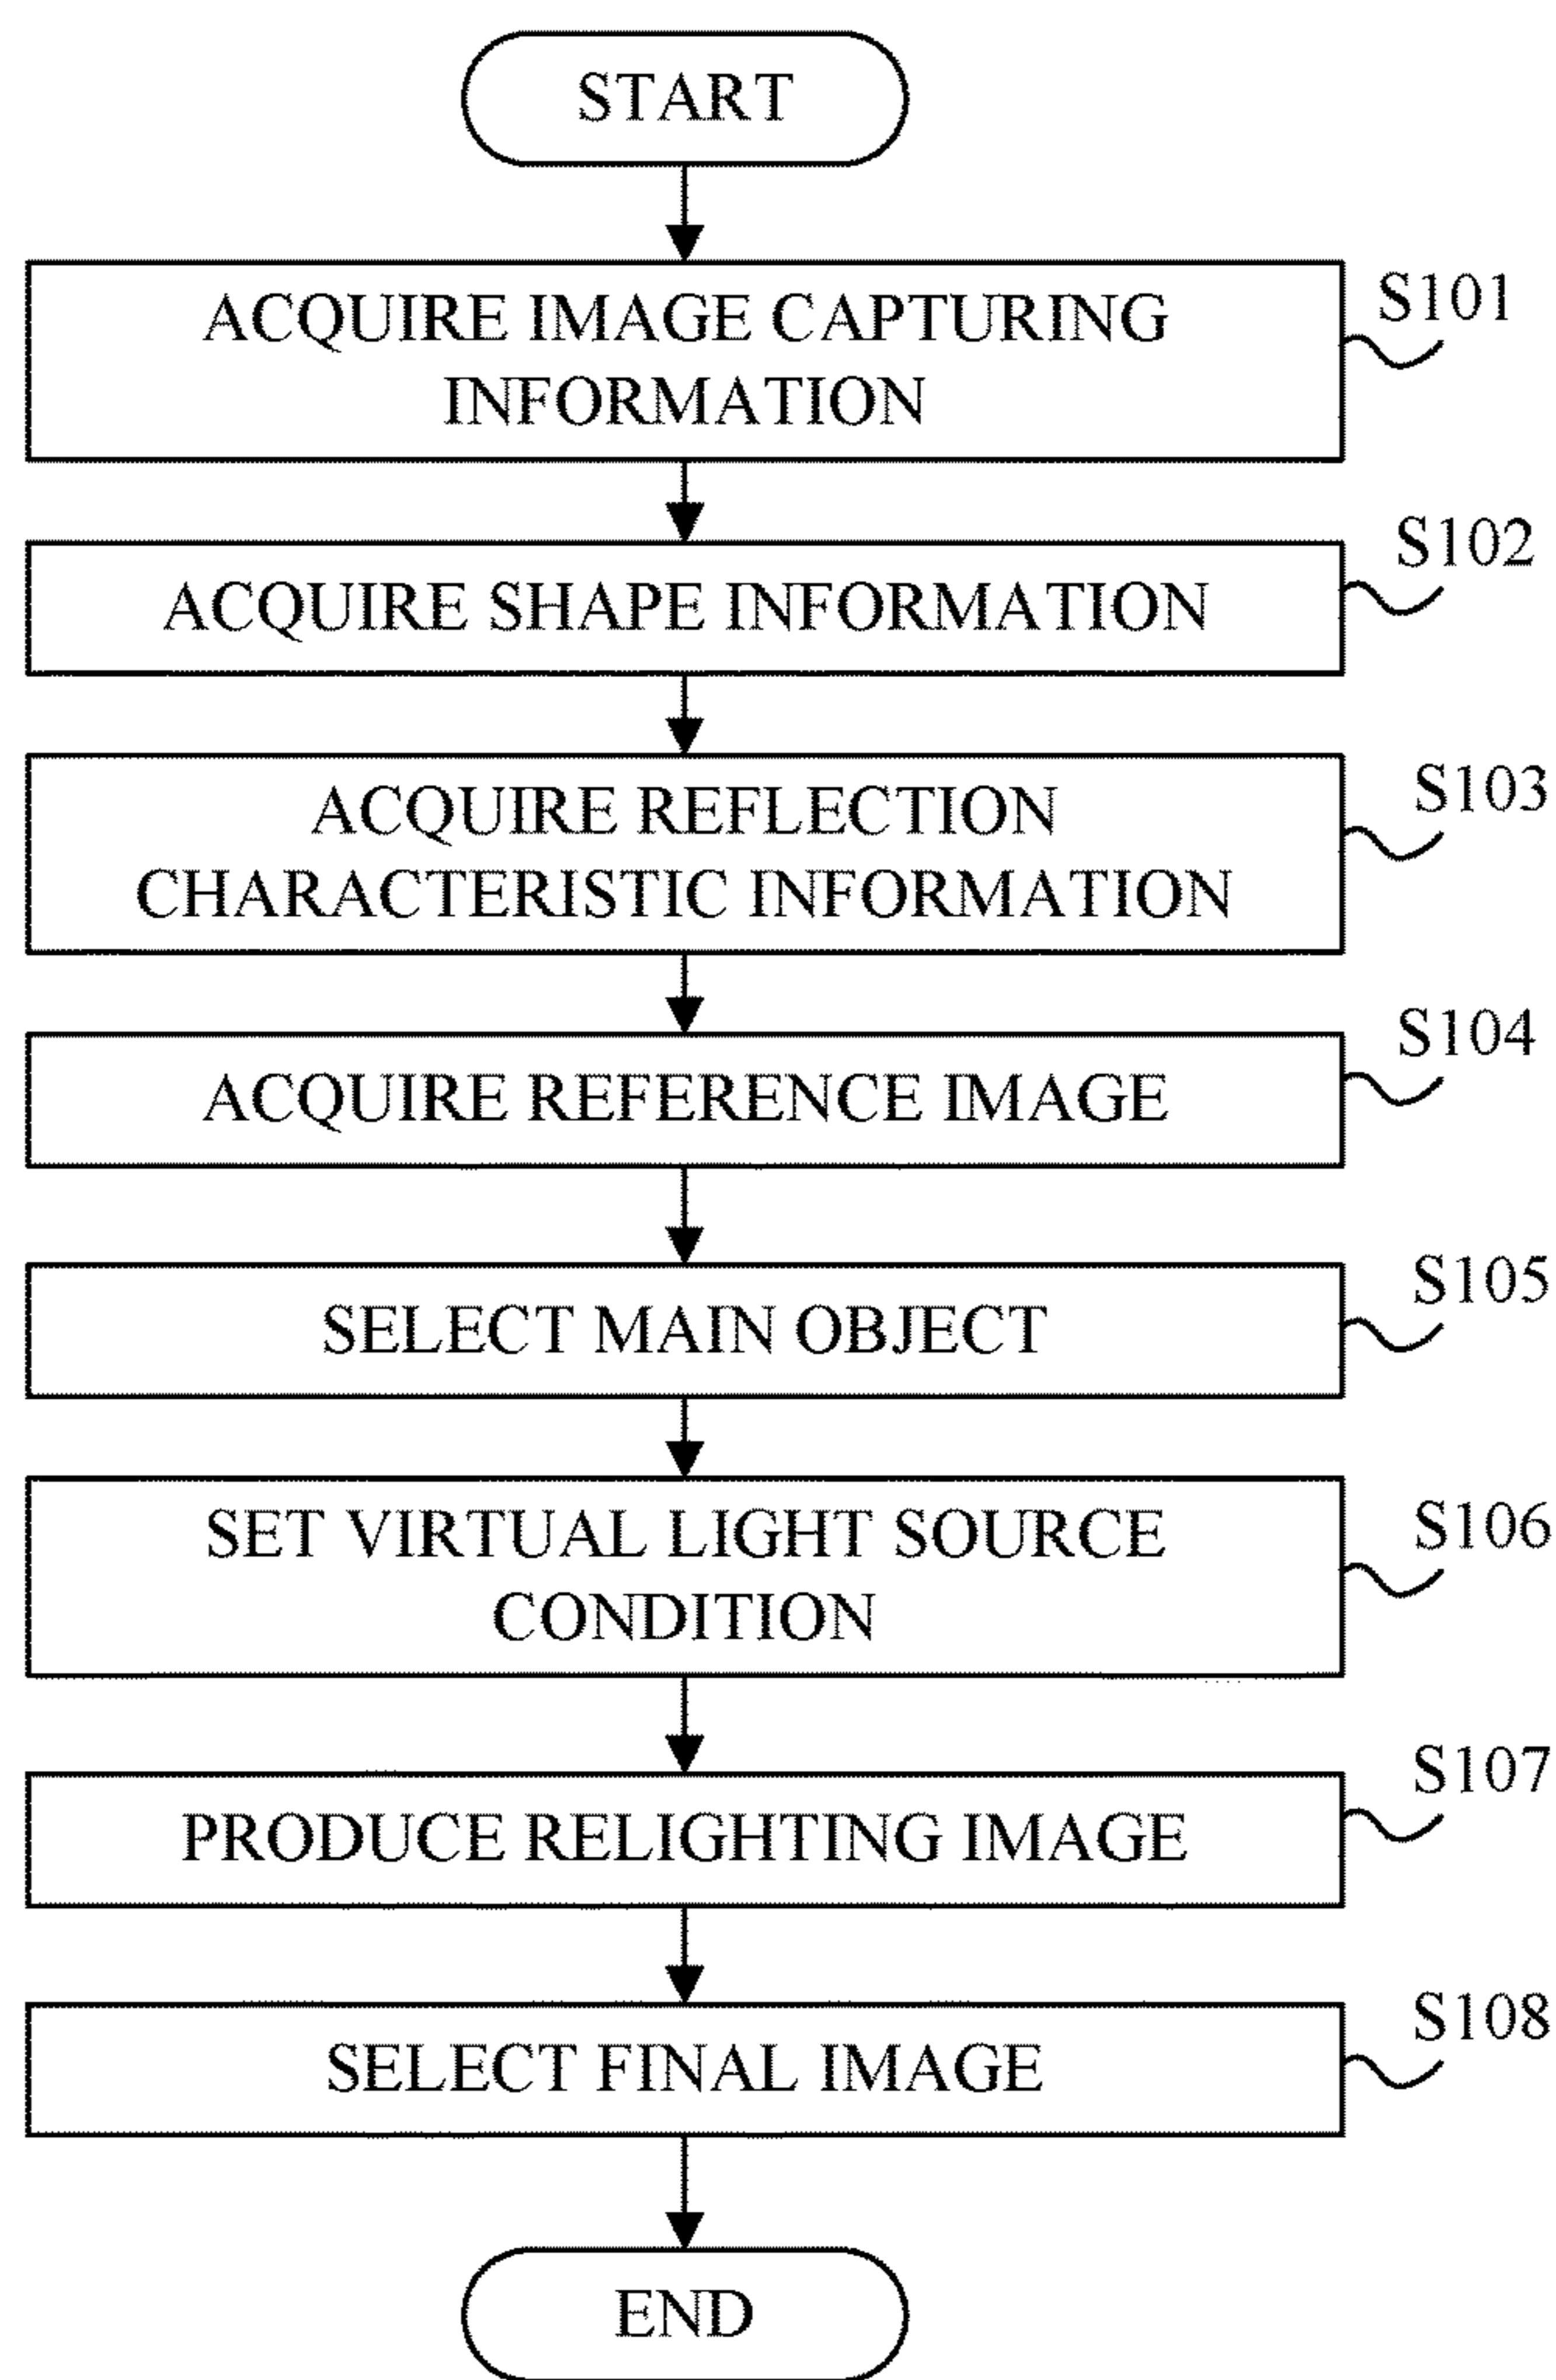 START
ACQUIRE IMAGE CAPTURING
INFORMATION
S101
ACQUIRE SHAPE INFORMATION
S102
ACQUIRE REFLECTION
CHARACTERISTIC INFORMATION
S103
ACQUIRE REFERENCE IMAGE
S104
SELECT MAIN OBJECT
S105
SET VIRTUAL LIGHT SOURCE
CONDITION
S106
PRODUCE RELIGHTING IMAGE
S107
SELECT FINAL IMAGE
S108
END